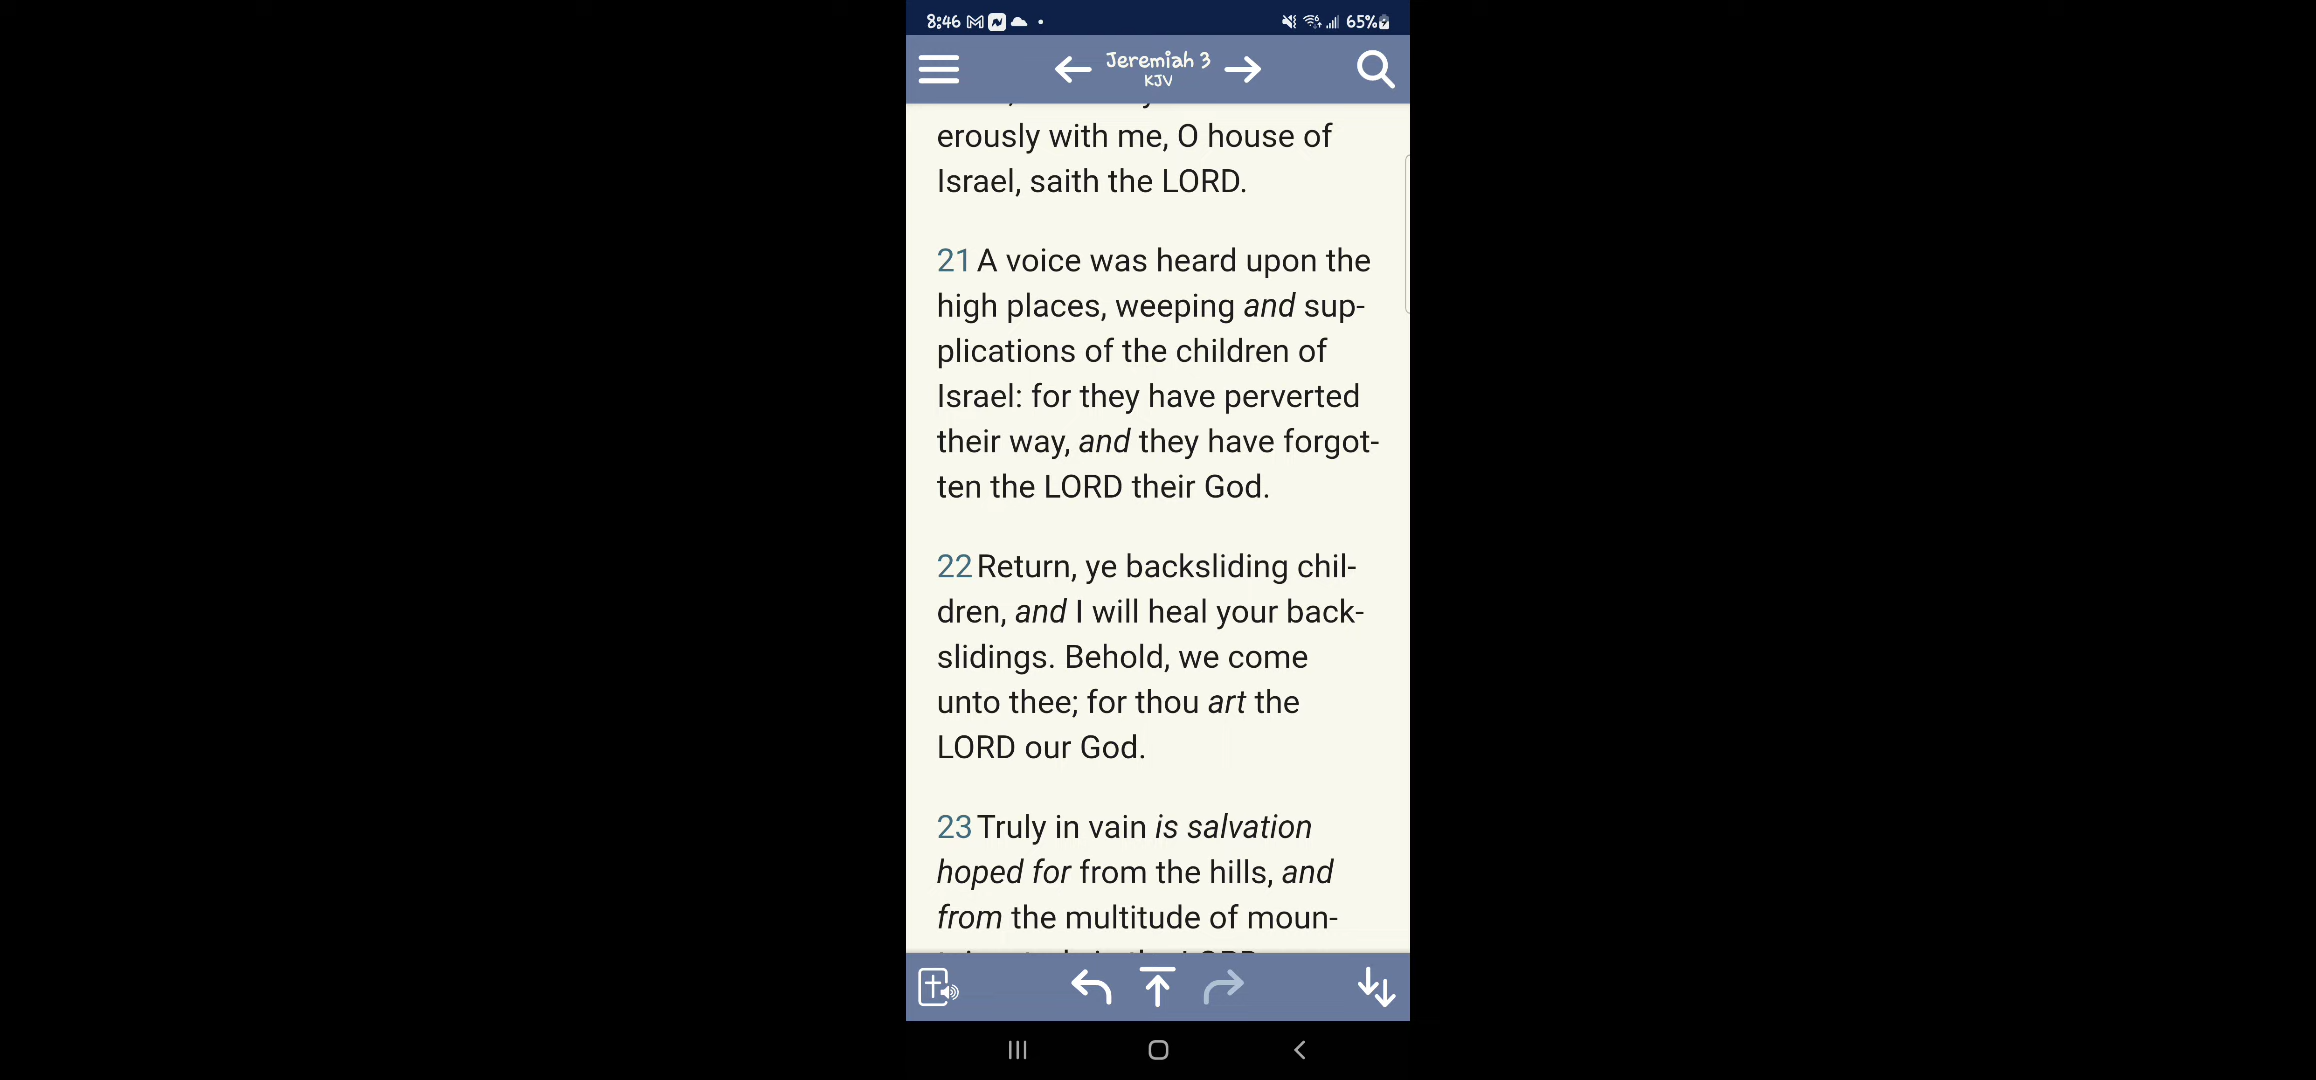 8:46 65%
Jeremiah 3
KJV
erously with me, O house of
Israel, saith the LORD.
21 A voice was heard upon the
high places, weeping and sup-
plications of the children of
Israel: for they have perverted
their way, and they have forgot-
ten the LORD their God.
22 Return, ye backsliding chil-
dren, and I will heal your back-
slidings. Behold, we come
unto thee; for thou art the
LORD our God.
23 Truly in vain is salvation
hoped for from the hills, and
from the multitude of moun-